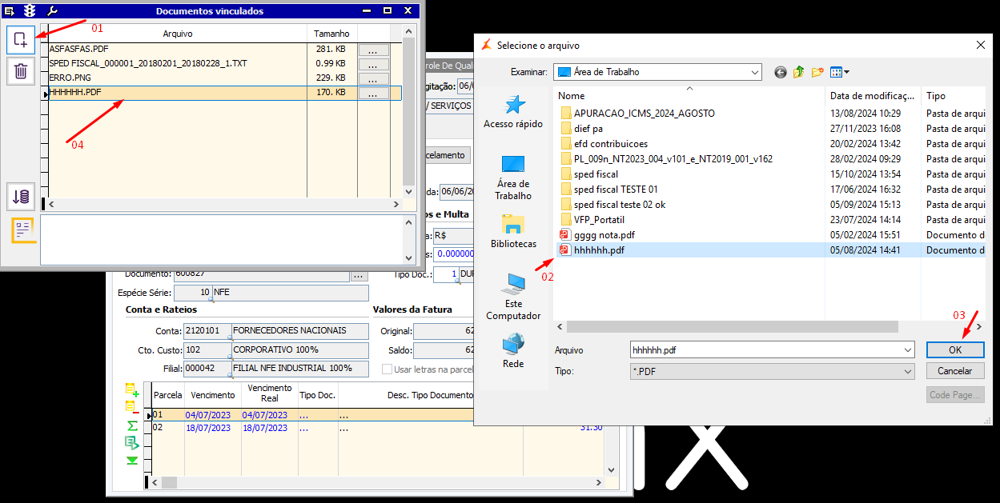 Documentos vinculados
01
Arquivo Tamanho
ASFASFAS.PDF 281. KB ...
SPED FISCAL_000001_20180201_20180228_1.TXT 0.99 KB ...
ERRO.PNG 229. KB ...
HHHHHH.PDF 170. KB ...
04
role De Quali
gitação: 06/0
/ SERVIÇOS
celamento
da: 06/06/20
os e Multa
a: R$
s: 0.000000
Documento: 600827 ...
Tipo Doc.: 1 DUP
Espécie Série: 10 NFE
Conta e Rateios Valores da Fatura
Conta: 2120101 FORNECEDORES NACIONAIS Original: 62
Cto. Custo: 102 CORPORATIVO 100% Saldo: 62
Filial: 000042 FILIAL NFE INDUSTRIAL 100% Usar letras na parcel
Parcela Vencimento Vencimento Real Tipo Doc. Desc. Tipo Documento
01 04/07/2023 04/07/2023 ... ...
02 18/07/2023 18/07/2023 ... ... 31.30
Selecione o arquivo
Examinar: Área de Trabalho
Acesso rápido
Área de
Trabalho
Bibliotecas
Este
Computador
Rede
Nome Data de modificaç... Tipo
APURACAO_ICMS_2024_AGOSTO 13/08/2024 10:29 Pasta de arqui
dief pa 27/11/2023 16:08 Pasta de arqui
efd contribuicoes 20/02/2024 13:42 Pasta de arqui
PL_009n_NT2023_004_v101_e_NT2019_001_v162 28/02/2024 09:29 Pasta de arqui
sped fiscal 15/10/2024 13:54 Pasta de arqui
sped fiscal TESTE 01 17/06/2024 16:32 Pasta de arqui
sped fiscal teste 02 ok 05/09/2024 15:13 Pasta de arqui
VFP_Portatil 23/07/2024 14:14 Pasta de arqui
gggg nota.pdf 05/02/2024 15:51 Documento d
hhhhhh.pdf 05/08/2024 14:41 Documento d
02
03
Arquivo hhhhhh.pdf OK
Tipo: *.PDF Cancelar
Code Page...